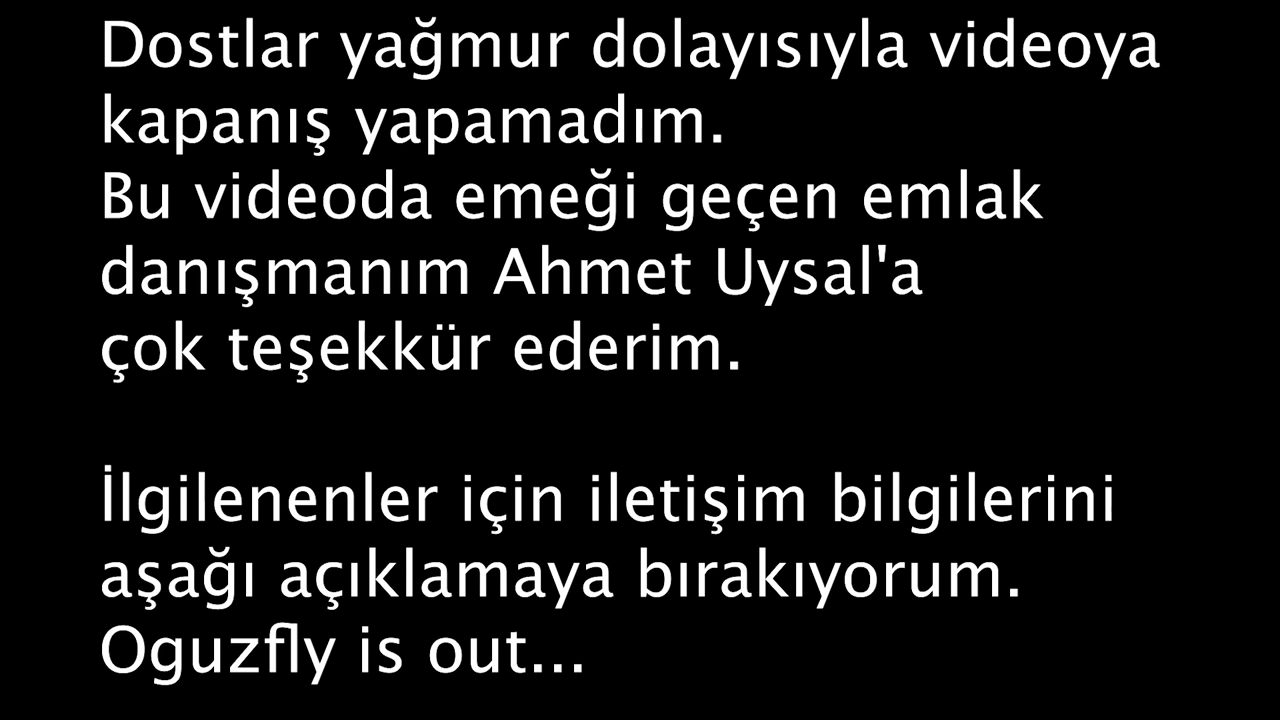 Dostlar yağmur dolayısıyla videoya
kapanış yapamadım.
Bu videoda emeği geçen emlak
danışmanım Ahmet Uysal'a
çok teşekkür ederim.
İlgilenenler için iletişim bilgilerini
aşağı açıklamaya bırakıyorum.
Oguzfly is out...